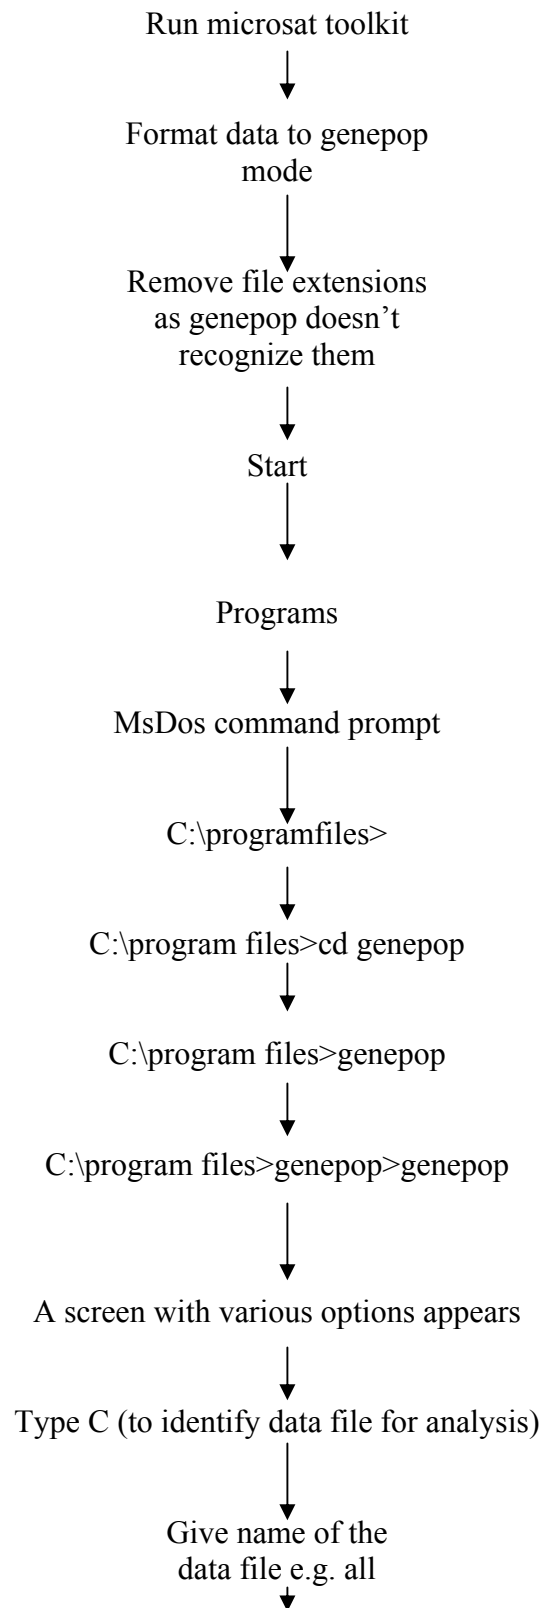 Run microsat toolkit
Format data to genepop
mode
Remove file extensions
as genepop doesn’t
recognize them
Start
Programs
MsDos command prompt
C:\programfiles>
C:\program files>cd genepop
C:\program files>genepop
C:\program files>genepop>genepop
A screen with various options appears
Type C (to identify data file for analysis)
Give name of the
data file e.g. all